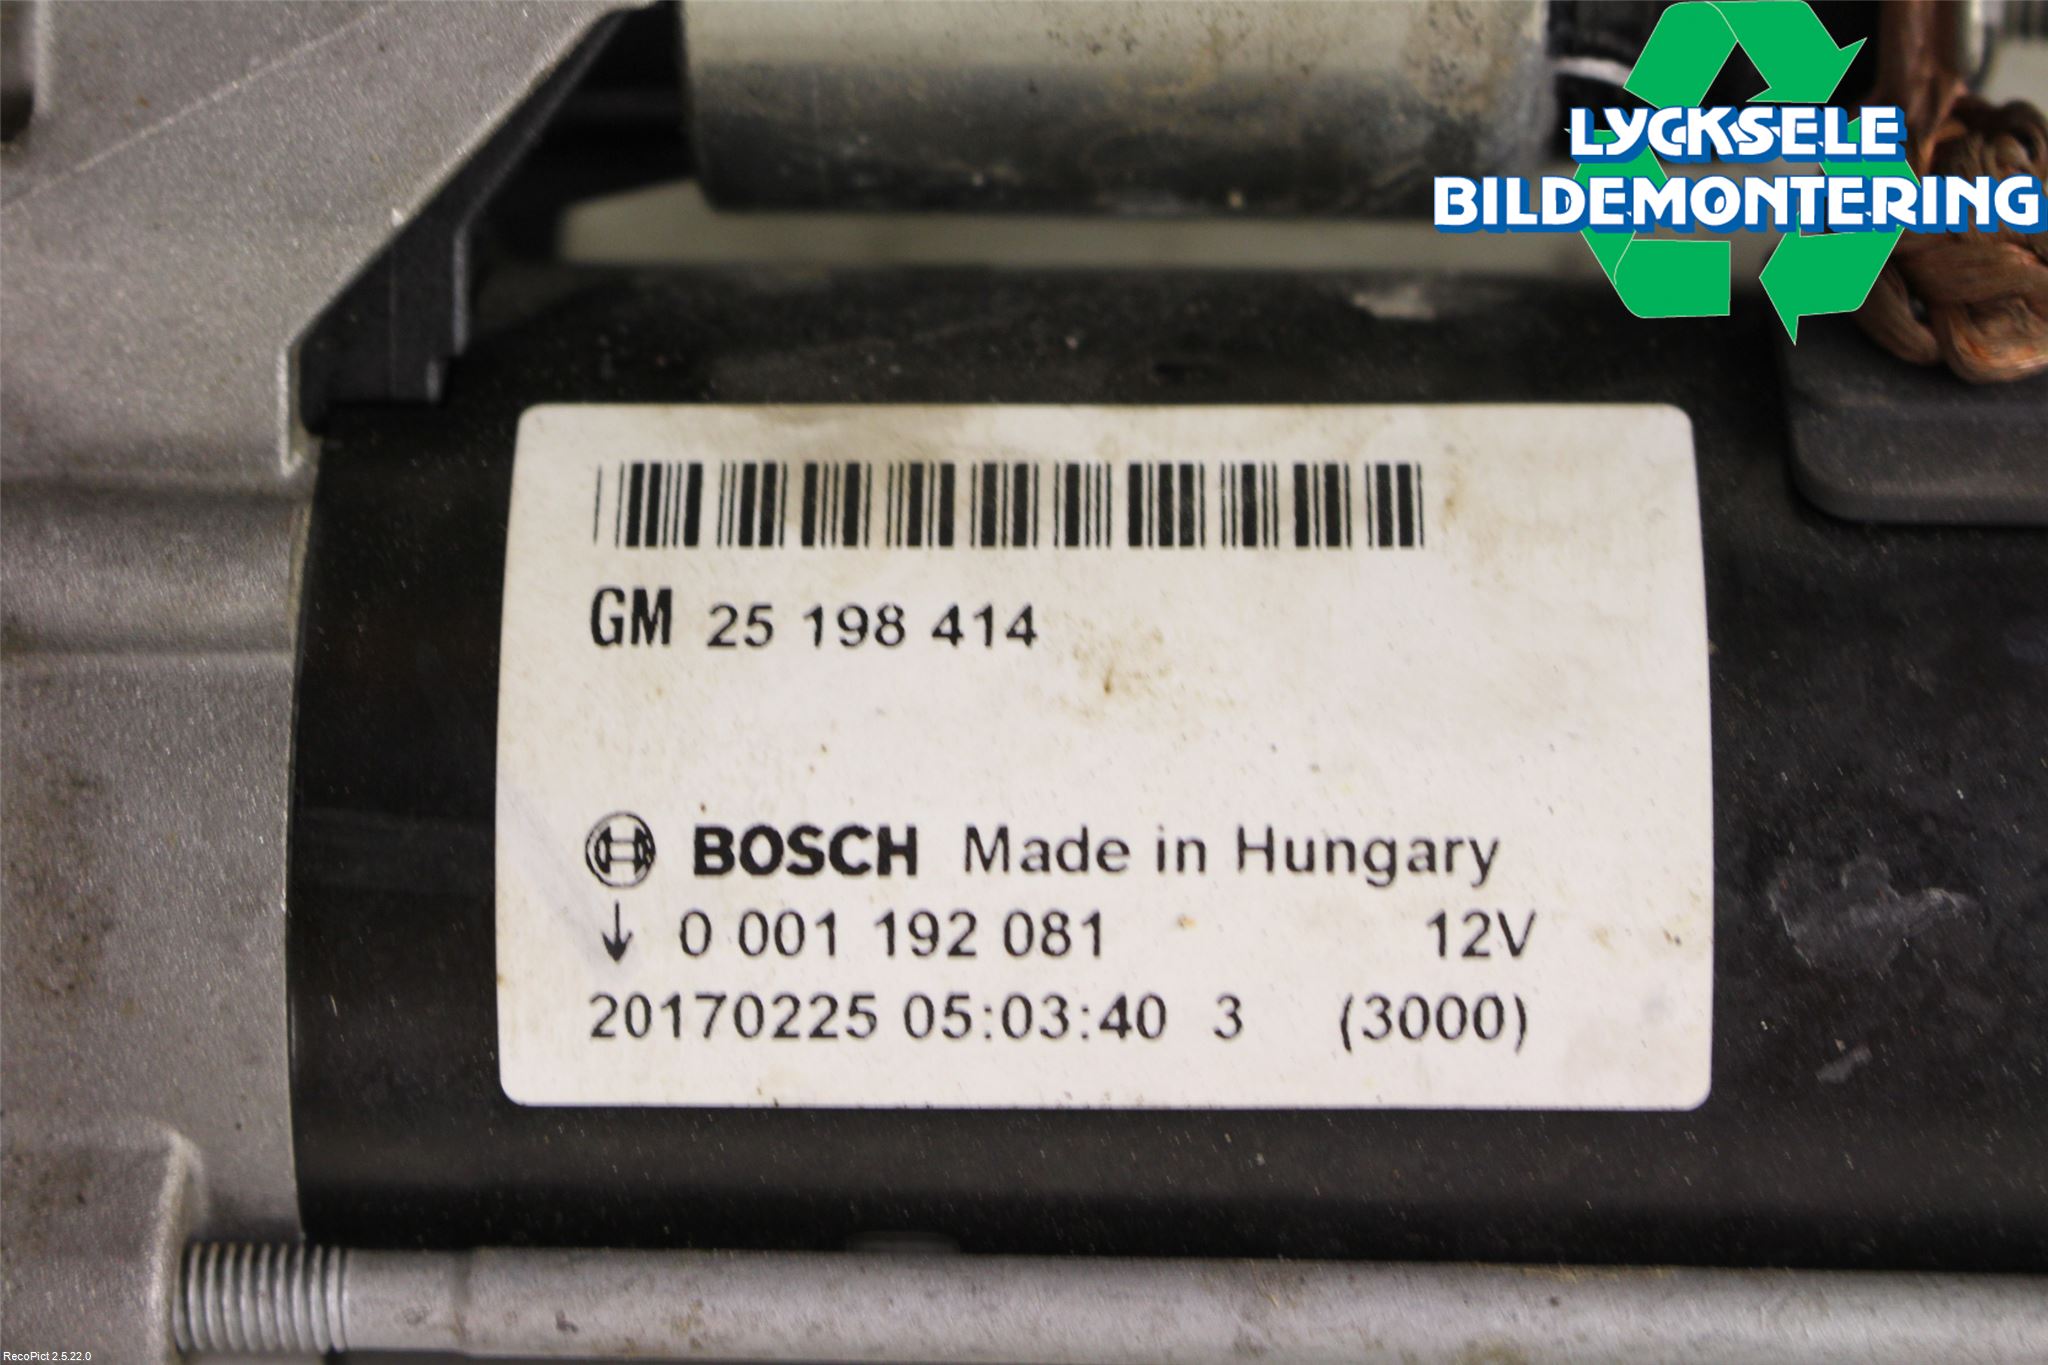 LYCKSELE
BILDEMONTERING
GM 25 198 414
BOSCH Made in Hungary
↓ 0 001 192 081 12V
20170225 05:03:40 3 (3000)
RecoPict 2.5.22.0